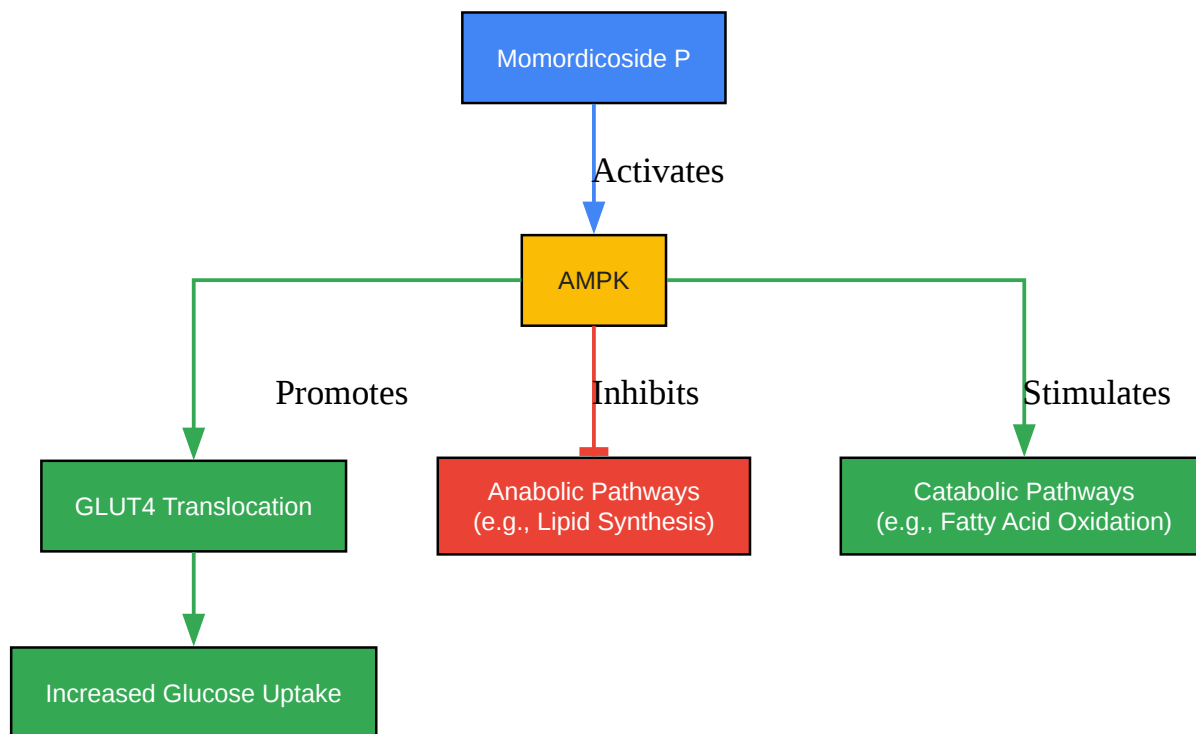 Momordicoside P
Activates
AMPK
Promotes
Inhibits
Stimulates
GLUT4 Translocation
Anabolic Pathways
(e.g., Lipid Synthesis)
Catabolic Pathways
(e.g., Fatty Acid Oxidation)
Increased Glucose Uptake